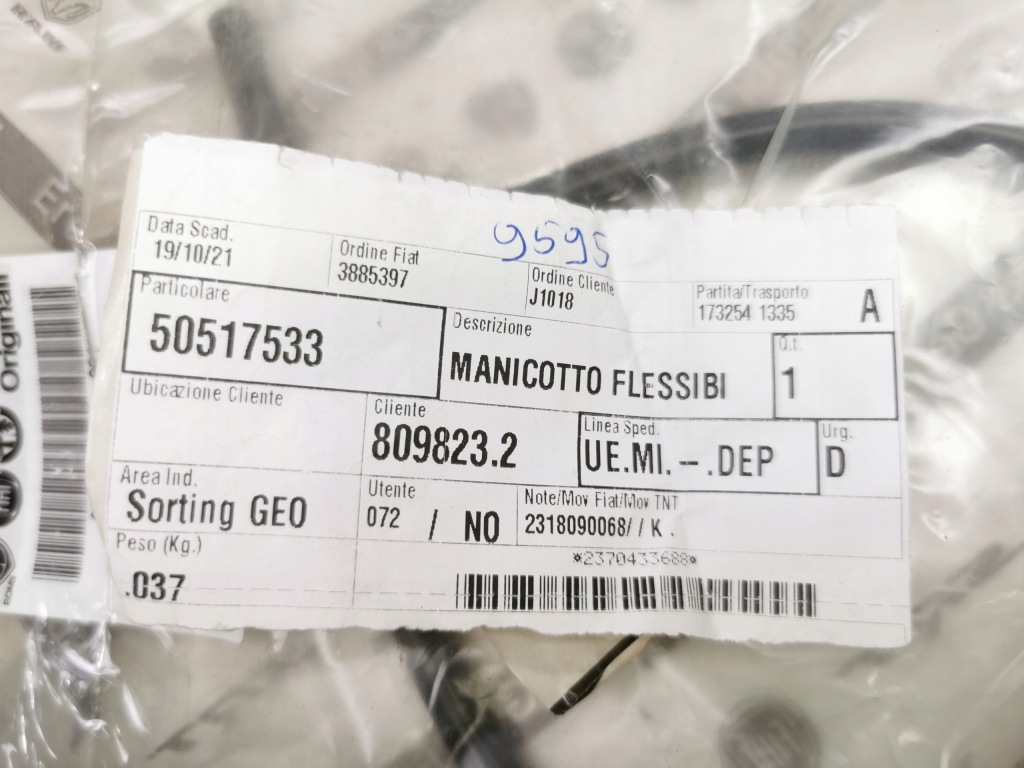 RAM
9595
Data Scad.
19/10/21
Ordine Fiat
3885397
Ordine Cliente
J1018
Partita/Trasporto
173254 1335
A
Particolare
50517533
Descrizione
MANICOTTO FLESSIBI
Q.t.
1
Ubicazione Cliente
Cliente
809823.2
Linea Sped.
UE.MI. - .DEP
Urg.
D
Area Ind.
Sorting GEO
Utente
072 / NO
Note/Mov Fiat/Mov TNT
2318090068/ / K .
Peso (Kg.)
.037
*2370433688*
Originali